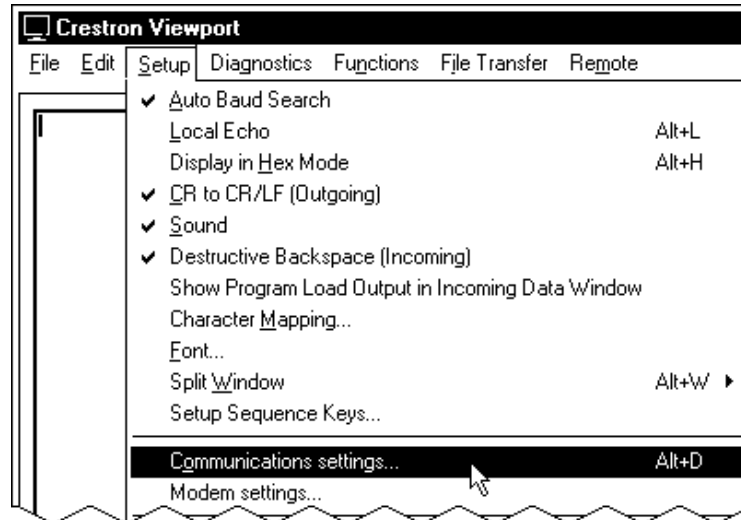 Crestron Viewport
File Edit Setup Diagnostics Functions File Transfer Remote
✔ Auto Baud Search
Local Echo Alt+L
Display in Hex Mode Alt+H
✔ CR to CR/LF (Outgoing)
✔ Sound
✔ Destructive Backspace (Incoming)
Show Program Load Output in Incoming Data Window
Character Mapping...
Font...
Split Window Alt+W ▶
Setup Sequence Keys...
Communications settings... Alt+D
Modem settings...